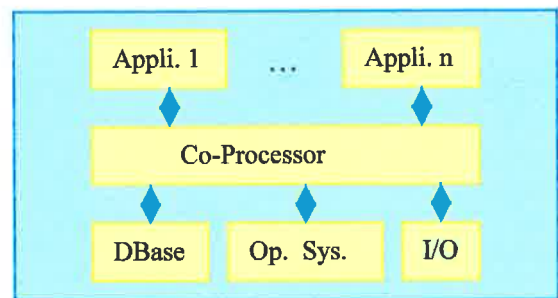 Appli. 1 ... Appli. n
Co-Processor
DBase Op. Sys. I/O